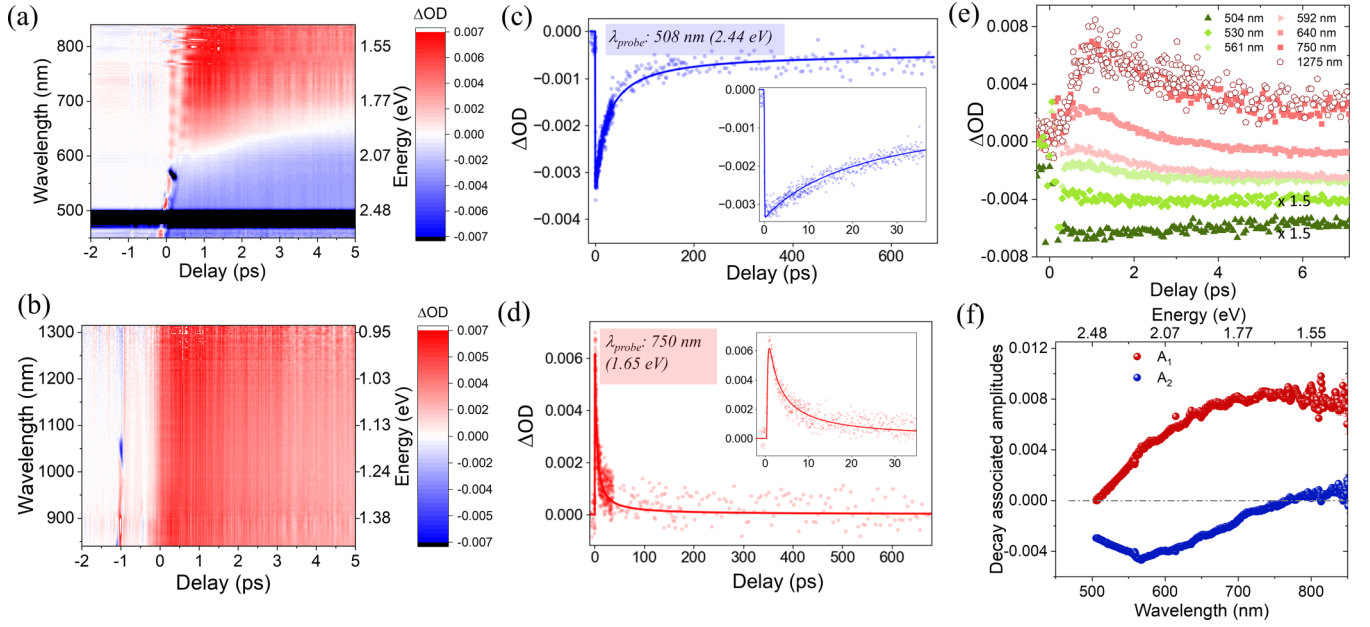 (a)
ΔOD
800
700
600
500
Wavelength (nm)
1.55
1.77
2.07
2.48
Energy (eV)
0.007
0.006
0.004
0.002
0.000
-0.002
-0.004
-0.006
-0.007
-2
-1
0
1
2
3
4
5
Delay (ps)
(b)
ΔOD
1300
1200
1100
1000
900
Wavelength (nm)
0.95
1.03
1.13
1.24
1.38
Energy (eV)
0.007
0.006
0.004
0.002
0.000
-0.002
-0.004
-0.006
-0.007
-2
-1
0
1
2
3
4
5
Delay (ps)
(c)
λprobe: 508 nm (2.44 eV)
0.000
-0.001
-0.002
-0.003
-0.004
ΔOD
0.000
-0.001
-0.002
-0.003
0
10
20
30
0
200
400
600
Delay (ps)
(d)
λprobe: 750 nm
(1.65 eV)
0.006
0.004
0.002
0.000
ΔOD
0.006
0.004
0.002
0.000
0
10
20
30
0
100
200
300
400
500
600
Delay (ps)
(e)
504 nm
530 nm
561 nm
592 nm
640 nm
750 nm
1275 nm
0.008
0.004
0.000
-0.004
-0.008
ΔOD
x 1.5
x 1.5
0
2
4
6
Delay (ps)
(f)
Energy (eV)
2.48
2.07
1.77
1.55
A1
A2
0.012
0.008
0.004
0.000
-0.004
Decay associated amplitudes
500
600
700
800
Wavelength (nm)